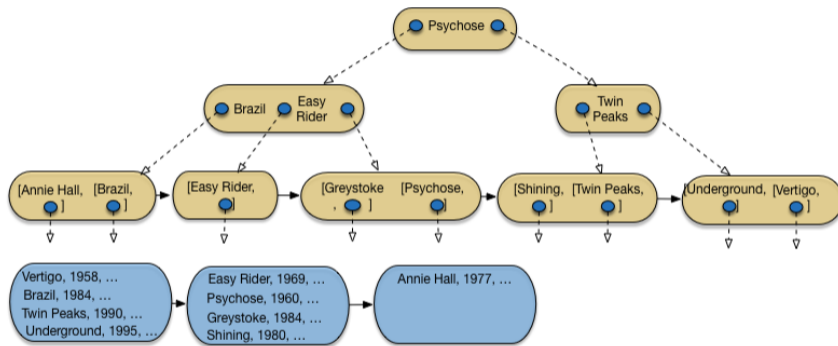 Psychose
Brazil
Easy
Rider
Twin
Peaks
[Annie Hall, ] [Brazil, ]
[Easy Rider, ]
[Greystoke , ] [Psychose, ]
[Shining, ] [Twin Peaks, ]
[Underground, ] [Vertigo, ]
Vertigo, 1958, ...
Brazil, 1984, ...
Twin Peaks, 1990, ...
Underground, 1995, ...
Easy Rider, 1969, ...
Psychose, 1960, ...
Greystoke, 1984, ...
Shining, 1980, ...
Annie Hall, 1977, ...